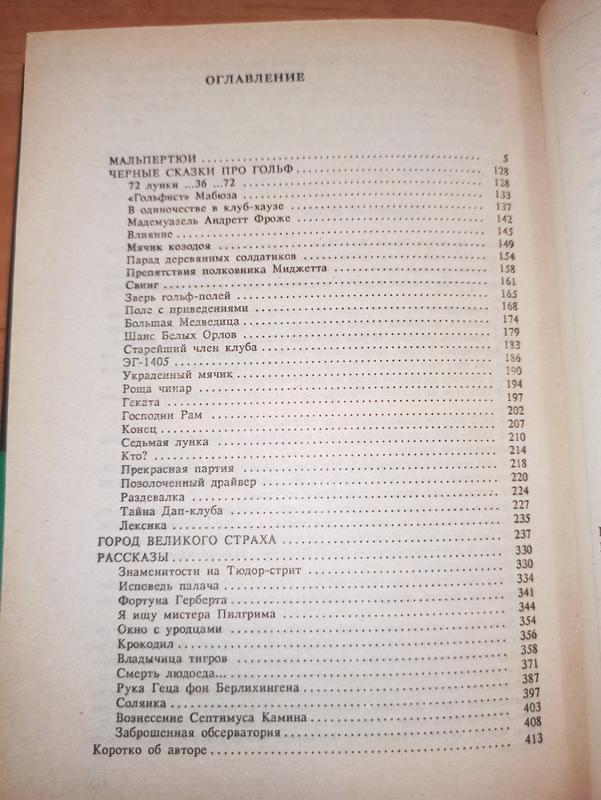 ОГЛАВЛЕНИЕ
МАЛЬПЕРТЮИ 5
ЧЕРНЫЕ СКАЗКИ ПРО ГОЛЬФ 128
72 лунки ...36 ...72 128
«Гольфист» Мабюза 133
В одиночестве в клуб-хаузе 137
Мадемуазель Андретт Фроже 142
Влияние 145
Мячик козодоя 149
Парад деревянных солдатиков 154
Препятствия полковника Миджетта 158
Свинг 161
Зверь гольф-полей 165
Поле с приведениями 168
Большая Медведица 174
Шанс Белых Орлов 179
Старейший член клуба 183
ЭГ-1405 186
Украденный мячик 190
Роща чинар 194
Геката 197
Господин Рам 202
Конец 207
Седьмая лунка 210
Кто? 214
Прекрасная партия 218
Позолоченный драйвер 220
Раздевалка 224
Тайна Дап-клуба 227
Лексика 235
ГОРОД ВЕЛИКОГО СТРАХА 237
РАССКАЗЫ 330
Знаменитости на Тюдор-стрит 330
Исповедь палача 334
Фортуна Герберта 341
Я ищу мистера Пилгрима 344
Окно с уродцами 354
Крокодил 356
Владычица тигров 358
Смерть людоеда... 371
Рука Геца фон Берлихингена 387
Солянка 397
Вознесение Септимуса Камина 403
Заброшенная обсерватория 408
Коротко об авторе 413